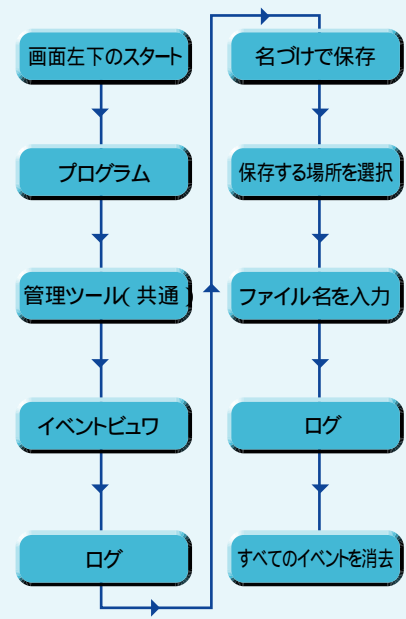 画面左下のスタート
プログラム
管理ツール(共通)
イベントビュワ
ログ
名づけで保存
保存する場所を選択
ファイル名を入力
ログ
すべてのイベントを消去